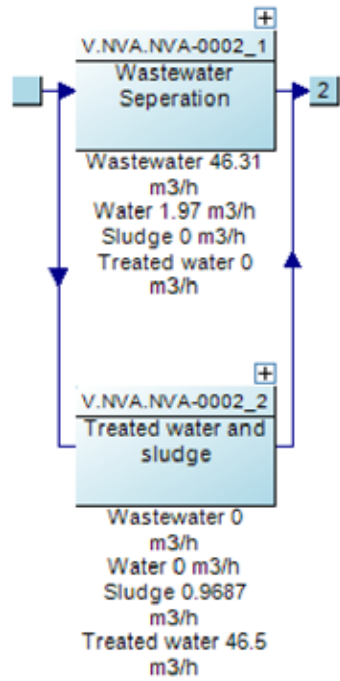 V.NVA.NVA-0002_1
Wastewater
Seperation
2
Wastewater 46.31
m3/h
Water 1.97 m3/h
Sludge 0 m3/h
Treated water 0
m3/h
V.NVA.NVA-0002_2
Treated water and
sludge
Wastewater 0
m3/h
Water 0 m3/h
Sludge 0.9687
m3/h
Treated water 46.5
m3/h